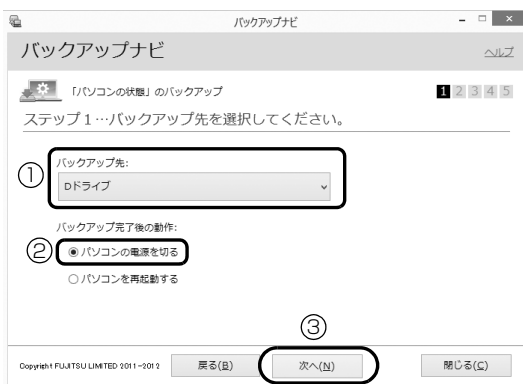 バックアップナビ
バックアップナビ
ヘルプ
「パソコンの状態」のバックアップ
1 2 3 4 5
ステップ1…バックアップ先を選択してください。
①
バックアップ先:
Dドライブ
バックアップ完了後の動作:
②
パソコンの電源を切る
パソコンを再起動する
③
Copyright FUJITSU LIMITED 2011-2012
戻る(B)
次へ(N)
閉じる(C)